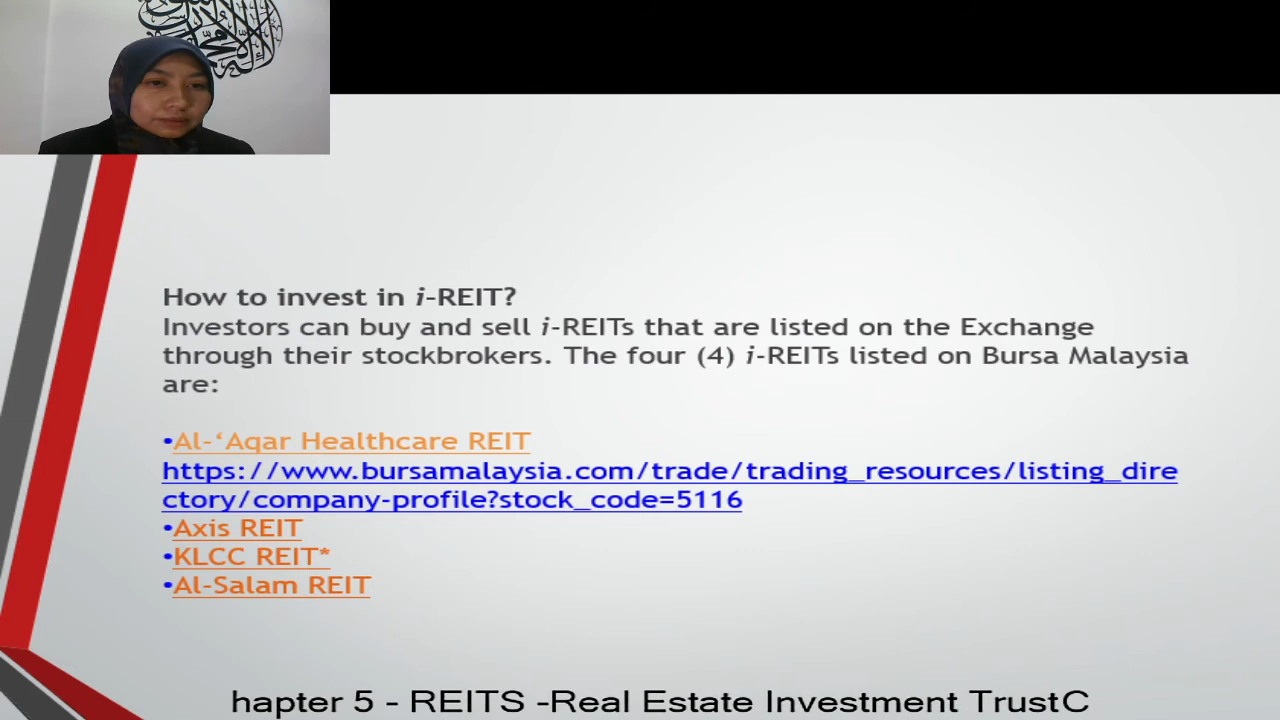 How to invest in i-REIT?
Investors can buy and sell i-REITs that are listed on the Exchange
through their stockbrokers. The four (4) i-REITs listed on Bursa Malaysia
are:
•Al-‘Aqar Healthcare REIT
https://www.bursamalaysia.com/trade/trading_resources/listing_dire
ctory/company-profile?stock_code=5116
•Axis REIT
•KLCC REIT*
•Al-Salam REIT
hapter 5 - REITS -Real Estate Investment TrustC